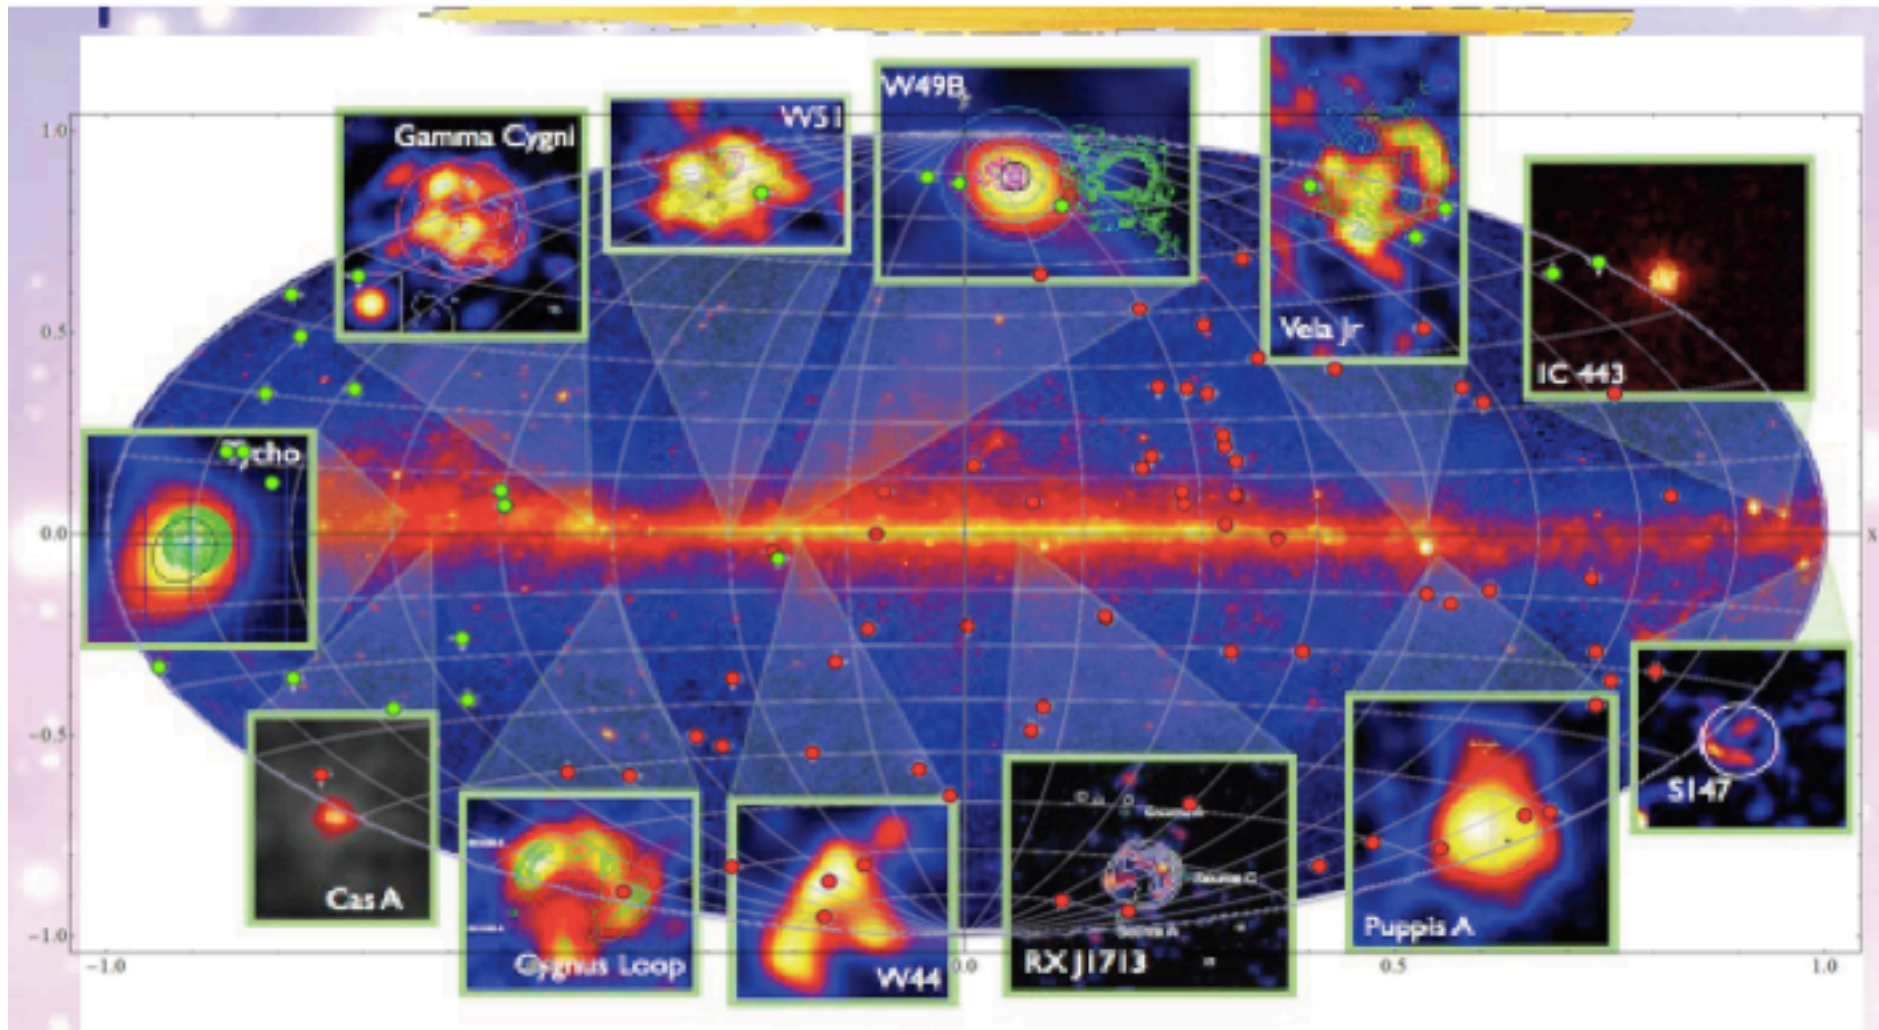 W49B
W51
Gamma Cygni
1.0
Vela Jr
0.5
IC 443
Tycho
0.0
X
-0.5
S147
Cas A
Source C
Puppis A
-1.0
Cygnus Loop
W44
RX J1713
-1.0
0.0
0.5
1.0